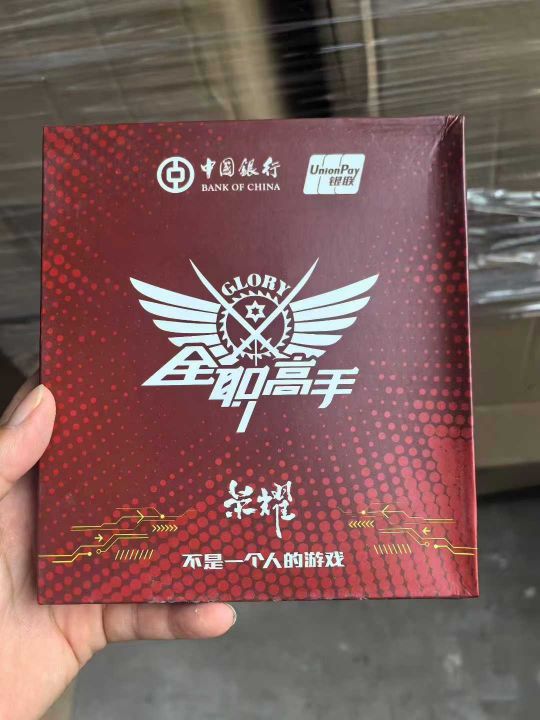 中国银行
BANK OF CHINA
UnionPay
银联
GLORY
全职高手
荣耀
不是一个人的游戏